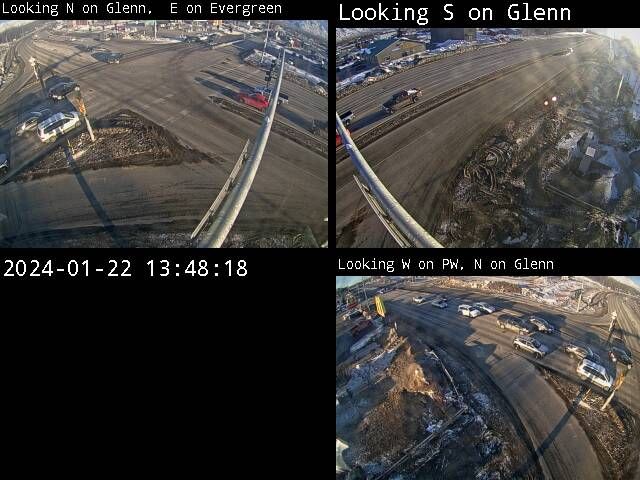 Looking N on Glenn,  E on Evergreen
Looking S on Glenn
2024-01-22 13:48:18
Looking W on PW, N on Glenn